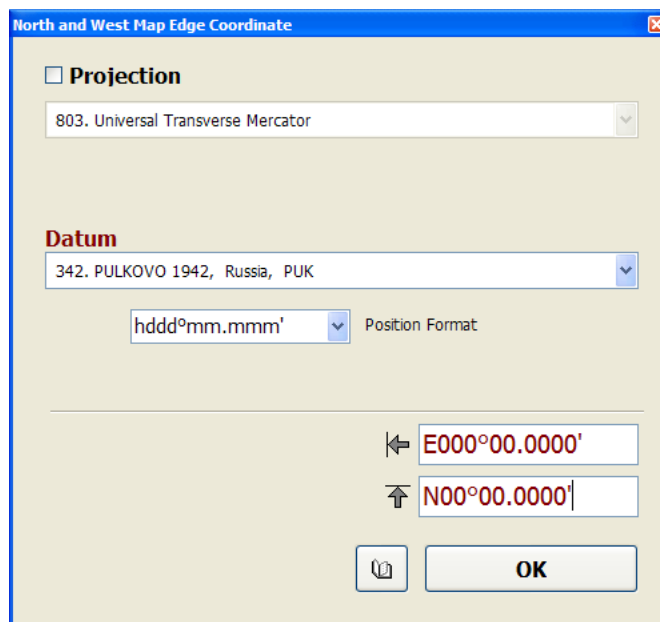 North and West Map Edge Coordinate
Projection
803. Universal Transverse Mercator
Datum
342. PULKOVO 1942, Russia, PUK
hddd°mm.mmm' Position Format
E000°00.0000'
N00°00.0000'
OK